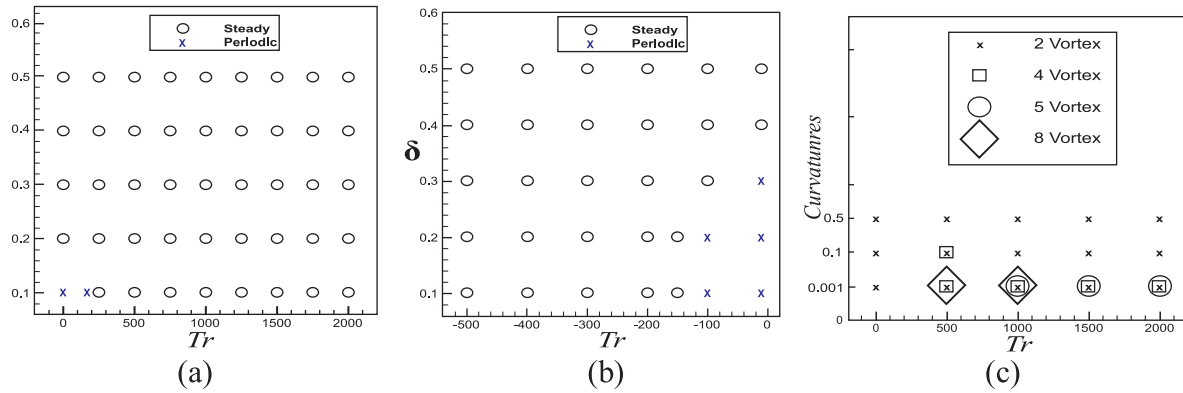 0.6
0.5
0.4
0.3
0.2
0.1
Steady
x Periodic
0 500 1000 1500 2000
Tr
(a)
0.6
0.5
0.4
0.3
0.2
0.1
δ
Steady
x Periodic
-500 -400 -300 -200 -100 0
Tr
(b)
Curvatunres
0.5
0.1
0.001
0
2 Vortex
4 Vortex
5 Vortex
8 Vortex
0 500 1000 1500 2000
Tr
(c)